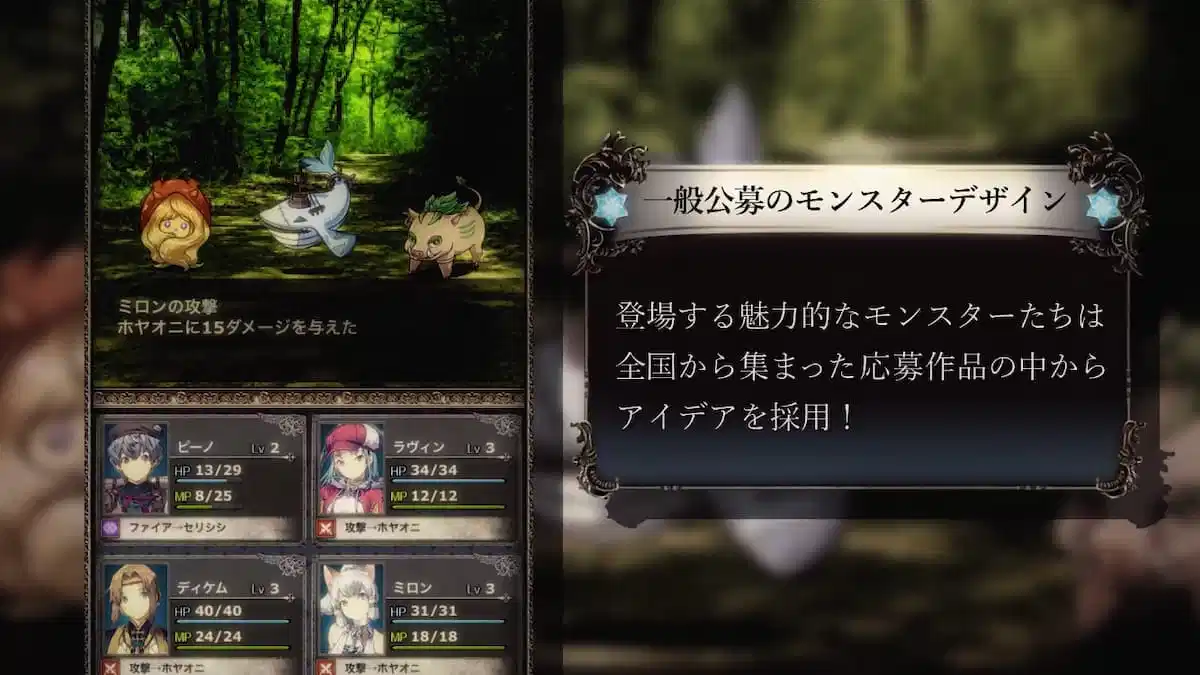 ミロンの攻撃
ホヤオニに15ダメージを与えた
ピーノ Lv 2
HP 13/29
MP 8/25
ファイア→セリシシ
ラヴィン Lv 3
HP 34/34
MP 12/12
攻撃→ホヤオニ
ディケム Lv 3
HP 40/40
MP 24/24
攻撃→ホヤオニ
ミロン Lv 3
HP 31/31
MP 18/18
攻撃→ホヤオニ
一般公募のモンスターデザイン
登場する魅力的なモンスターたちは
全国から集まった応募作品の中から
アイデアを採用！